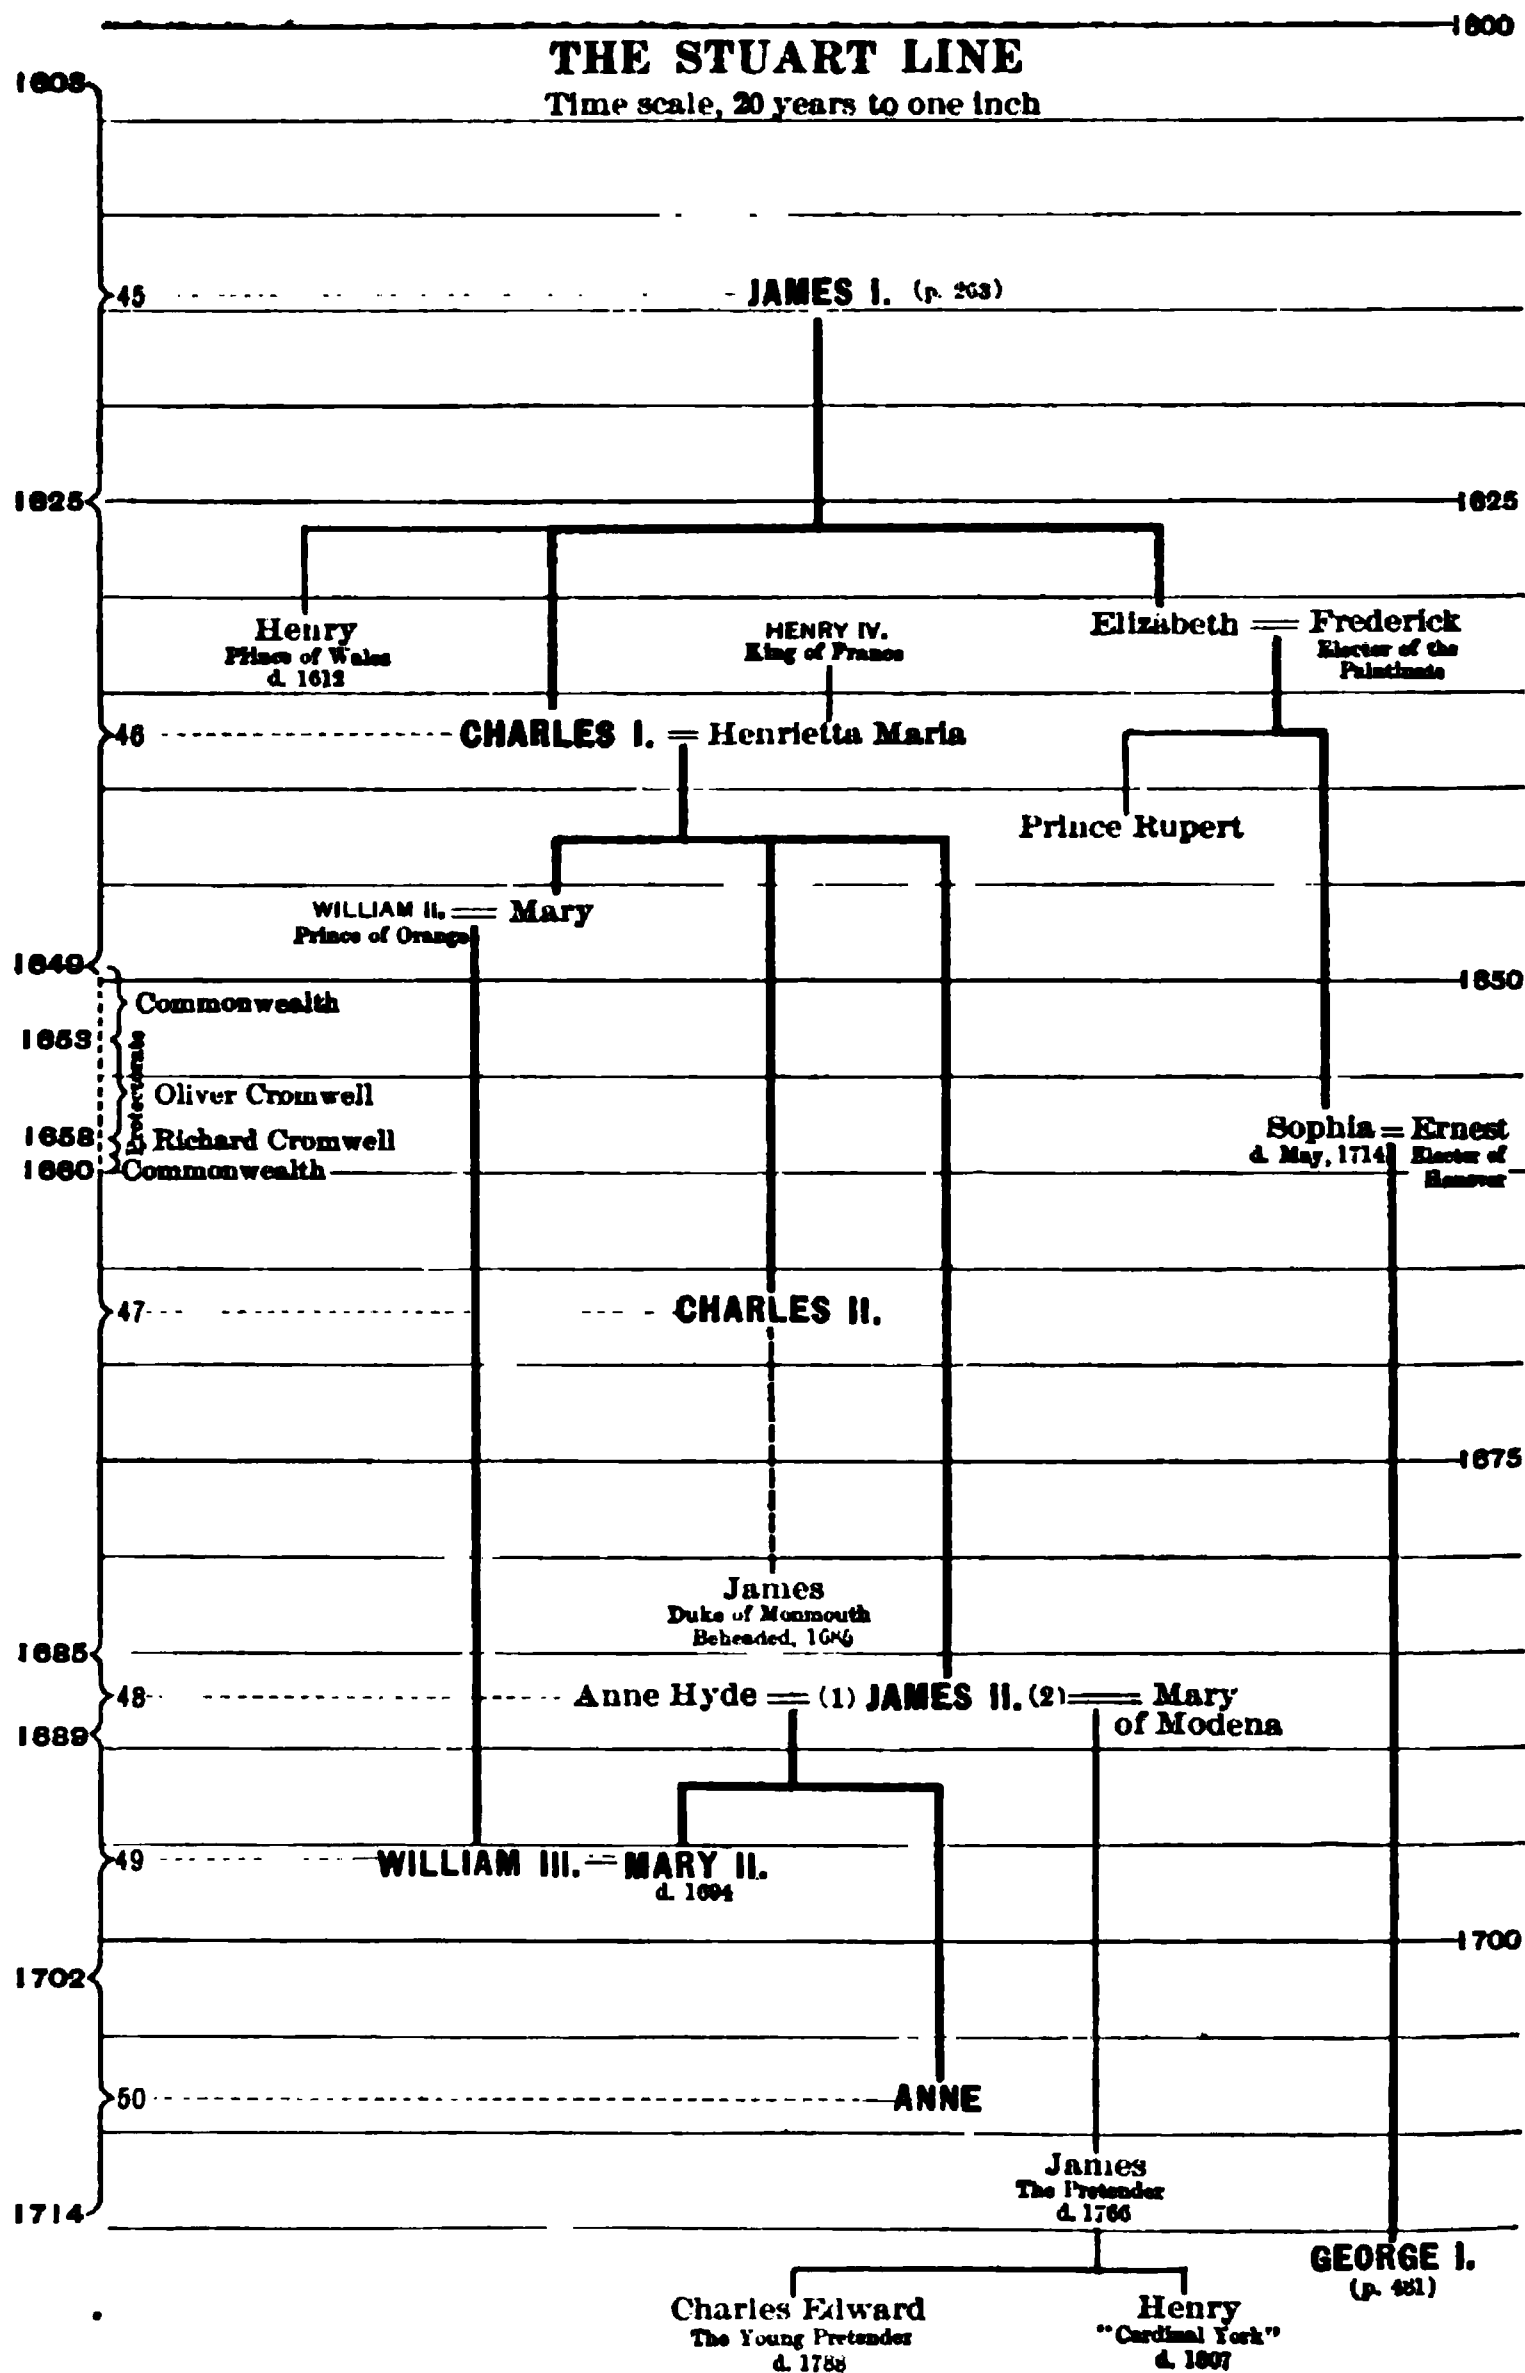 1600
THE STUART LINE
1603
Time scale, 20 years to one inch
45 JAMES I. (p. 263)
1625 1625
Henry
Prince of Wales
d. 1612
HENRY IV.
King of France
Elizabeth = Frederick
Elector of the
Palatinate
46 CHARLES I. = Henrietta Maria
Prince Rupert
WILLIAM II. = Mary
Prince of Orange
1649
1650
Commonwealth
1653
Protectorate
Oliver Cromwell
1658 Richard Cromwell
1660 Commonwealth
Sophia = Ernest
d. May, 1714 Elector of
Hanover
47 CHARLES II.
1675
James
Duke of Monmouth
Beheaded, 1685
1685
48 Anne Hyde = (1) JAMES II. (2) = Mary
of Modena
1689
49 WILLIAM III. = MARY II.
d. 1694
1700
1702
50 ANNE
James
The Pretender
d. 1766
1714
GEORGE I.
(p. 481)
Charles Edward
The Young Pretender
d. 1788
Henry
"Cardinal York"
d. 1807